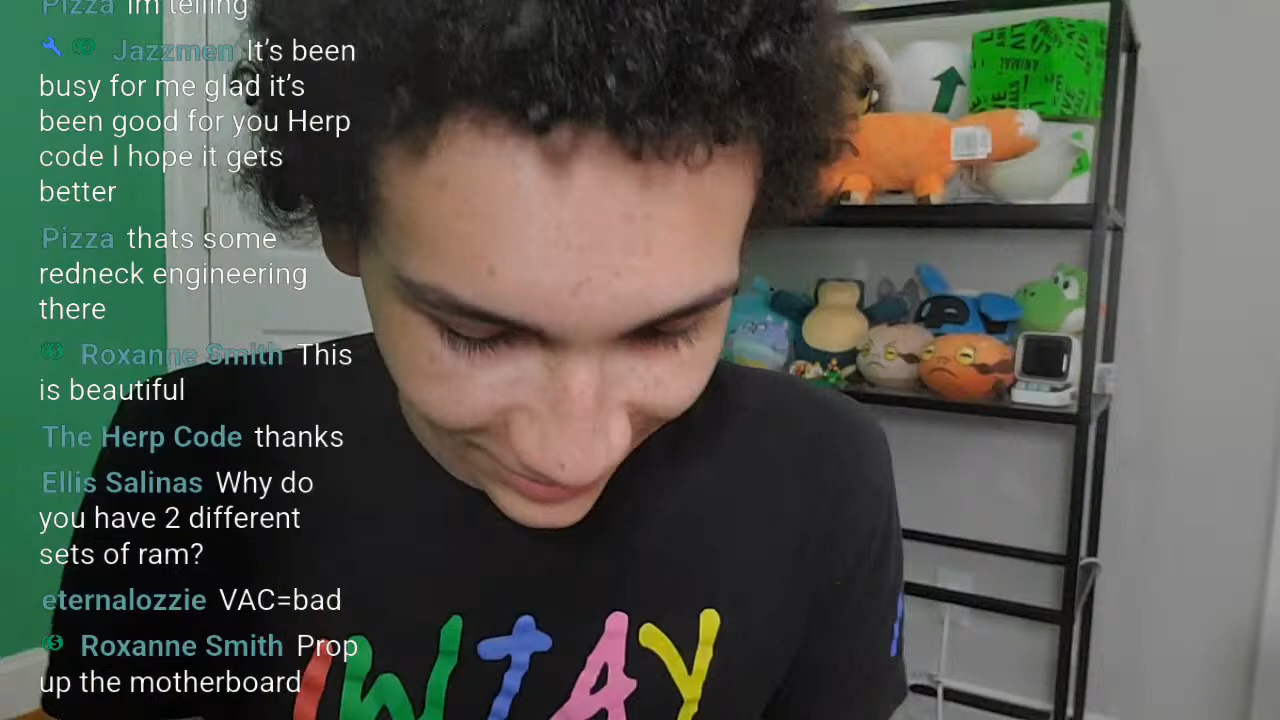 Pizza im telling
Jazzmen It's been
busy for me glad it's
been good for you Herp
code I hope it gets
better
Pizza thats some
redneck engineering
there
Roxanne Smith This
is beautiful
The Herp Code thanks
Ellis Salinas Why do
you have 2 different
sets of ram?
eternalozzie VAC=bad
Roxanne Smith Prop
up the motherboard
IWTAY
ANIMAL